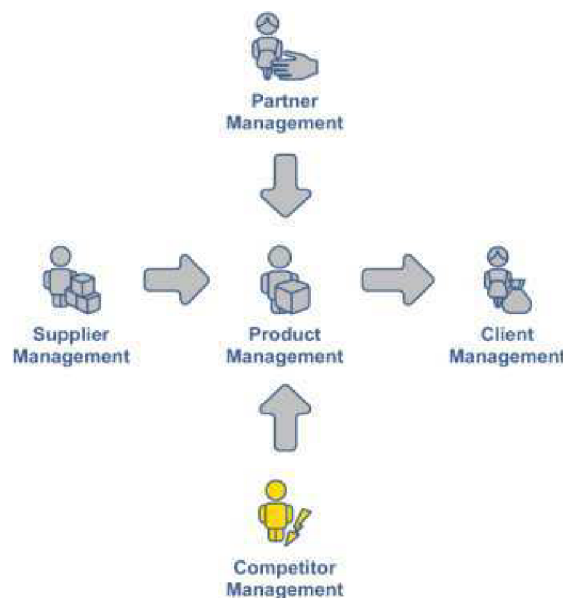 Partner
Management
Supplier
Management
Product
Management
Client
Management
Competitor
Management